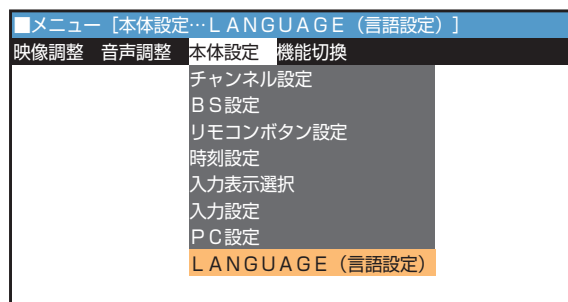 ■メニュー［本体設定…ＬＡＮＧＵＡＧＥ（言語設定）］
映像調整 音声調整 本体設定 機能切換
チャンネル設定
ＢＳ設定
リモコンボタン設定
時刻設定
入力表示選択
入力設定
ＰＣ設定
ＬＡＮＧＵＡＧＥ（言語設定）